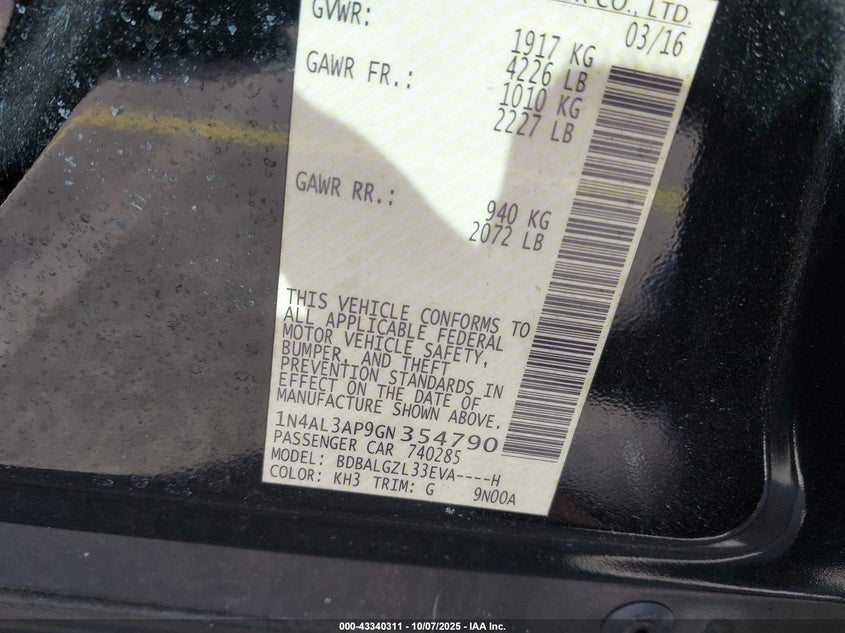 CO., LTD.
GVWR: 03/16
1917 KG
4226 LB
GAWR FR.: 1010 KG
2227 LB
GAWR RR.: 940 KG
2072 LB
THIS VEHICLE CONFORMS TO
ALL APPLICABLE FEDERAL
MOTOR VEHICLE SAFETY,
BUMPER, AND THEFT
PREVENTION STANDARDS IN
EFFECT ON THE DATE OF
MANUFACTURE SHOWN ABOVE.
1N4AL3AP9GN354790
PASSENGER CAR 740285
MODEL: BDBALGZL33EVA----H
COLOR: KH3 TRIM: G 9N00A
000-43340311 - 10/07/2025 - IAA Inc.